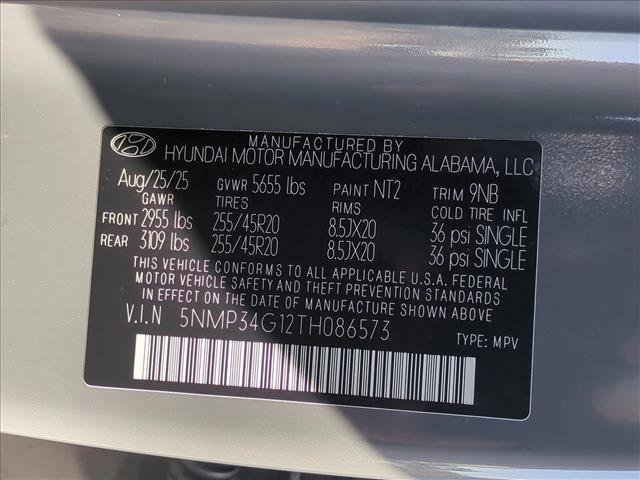 MANUFACTURED BY
HYUNDAI MOTOR MANUFACTURING ALABAMA, LLC
Aug/25/25 GVWR 5655 lbs PAINT NT2 TRIM 9NB
GAWR TIRES RIMS COLD TIRE INFL
FRONT 2955 lbs 255/45R20 8.5JX20 36 psi SINGLE
REAR 3109 lbs 255/45R20 8.5JX20 36 psi SINGLE
THIS VEHICLE CONFORMS TO ALL APPLICABLE U.S.A. FEDERAL
MOTOR VEHICLE SAFETY AND THEFT PREVENTION STANDARDS
IN EFFECT ON THE DATE OF MANUFACTURE SHOWN ABOVE.
V.I.N 5NMP34G12TH086573 TYPE: MPV